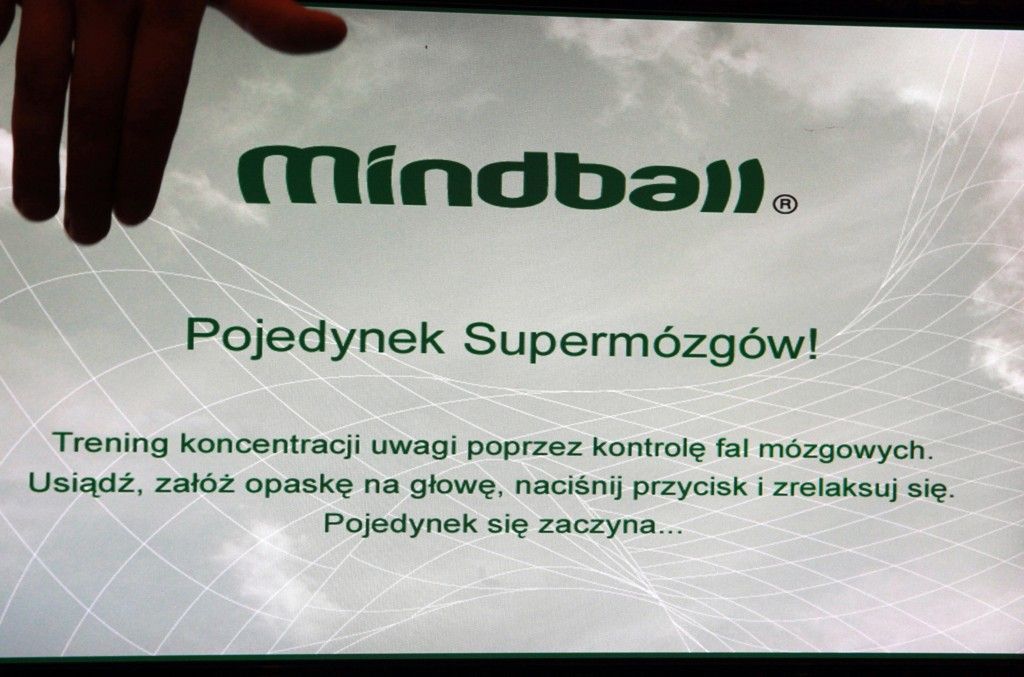 mindball®
Pojedynek Supermózgów!
Trening koncentracji uwagi poprzez kontrolę fal mózgowych.
Usiądź, załóż opaskę na głowę, naciśnij przycisk i zrelaksuj się.
Pojedynek się zaczyna...